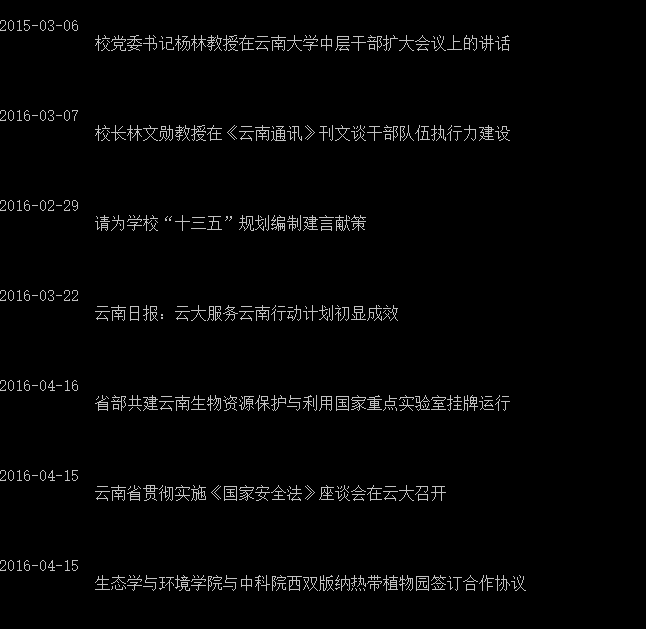 2015-03-06
校党委书记杨林教授在云南大学中层干部扩大会议上的讲话
2016-03-07
校长林文勋教授在《云南通讯》刊文谈干部队伍执行力建设
2016-02-29
请为学校“十三五”规划编制建言献策
2016-03-22
云南日报：云大服务云南行动计划初显成效
2016-04-16
省部共建云南生物资源保护与利用国家重点实验室挂牌运行
2016-04-15
云南省贯彻实施《国家安全法》座谈会在云大召开
2016-04-15
生态学与环境学院与中科院西双版纳热带植物园签订合作协议